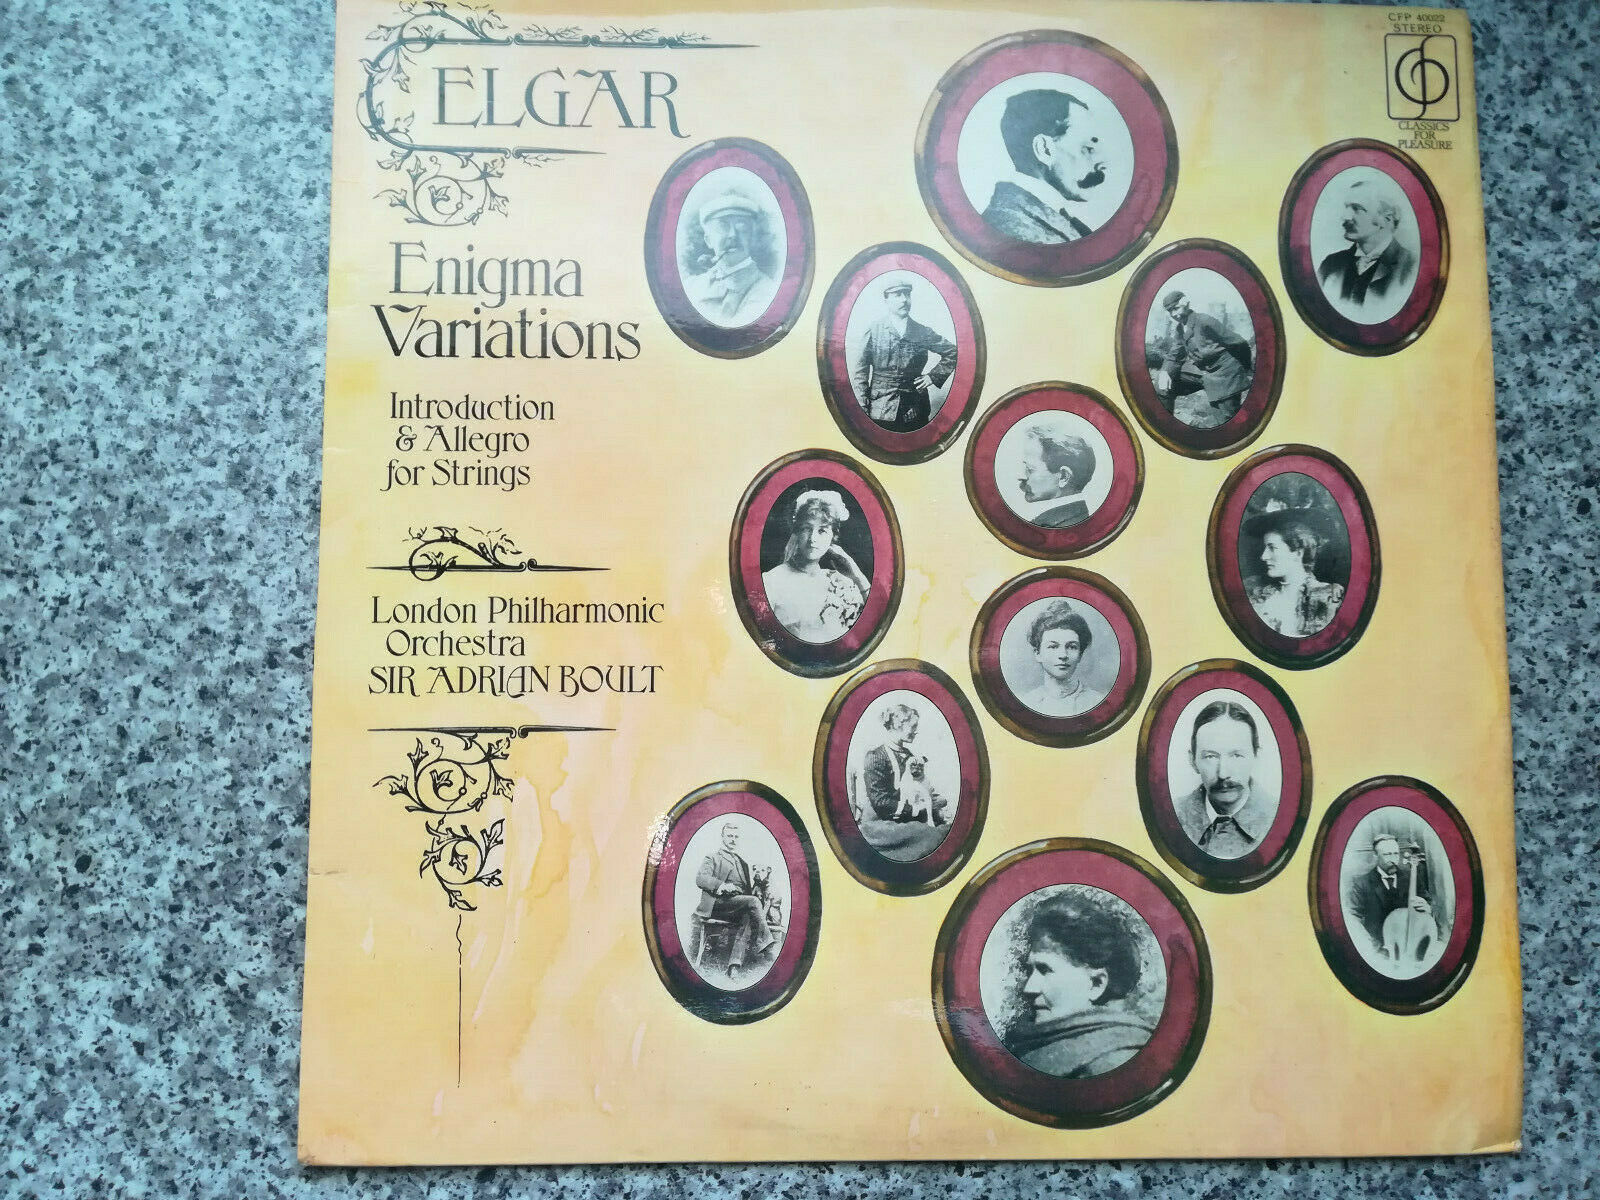 ELGAR
Enigma
Variations
Introduction
& Allegro
for Strings
London Philharmonic
Orchestra
SIR ADRIAN BOULT
CFP 40022
STEREO
CLASSICS
FOR
PLEASURE